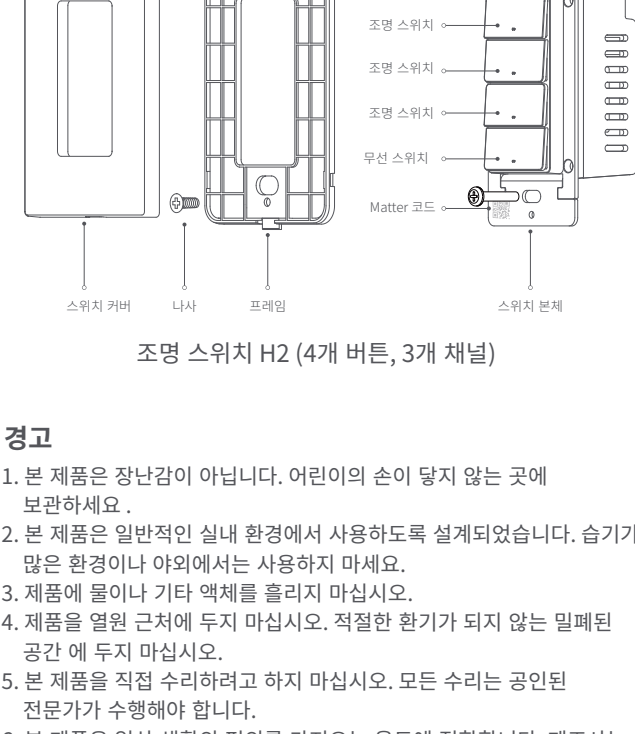 조명 스위치
조명 스위치
조명 스위치
무선 스위치
Matter 코드
스위치 커버
나사
프레임
스위치 본체
조명 스위치 H2 (4개 버튼, 3개 채널)
경고
1. 본 제품은 장난감이 아닙니다. 어린이의 손이 닿지 않는 곳에
보관하세요 .
2. 본 제품은 일반적인 실내 환경에서 사용하도록 설계되었습니다. 습기가
많은 환경이나 야외에서는 사용하지 마세요.
3. 제품에 물이나 기타 액체를 흘리지 마십시오.
4. 제품을 열원 근처에 두지 마십시오. 적절한 환기가 되지 않는 밀폐된
공간 에 두지 마십시오.
5. 본 제품을 직접 수리하려고 하지 마십시오. 모든 수리는 공인된
전문가가 수행해야 합니다.